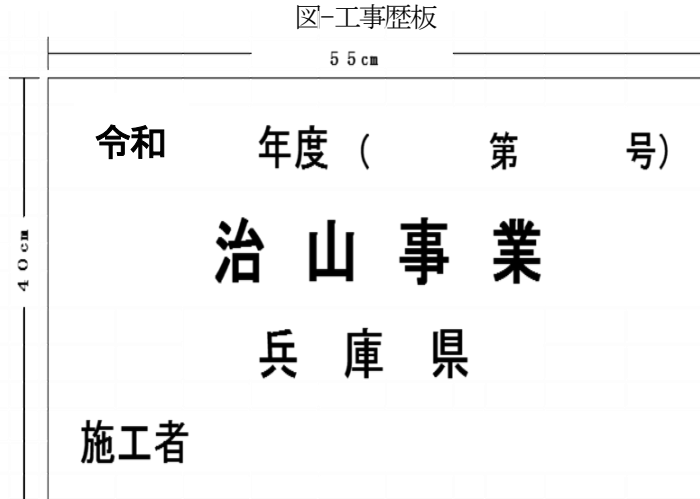 図-工事歴板
55cm
令和 年度（ 第 号）
治山事業
40cm
兵庫県
施工者